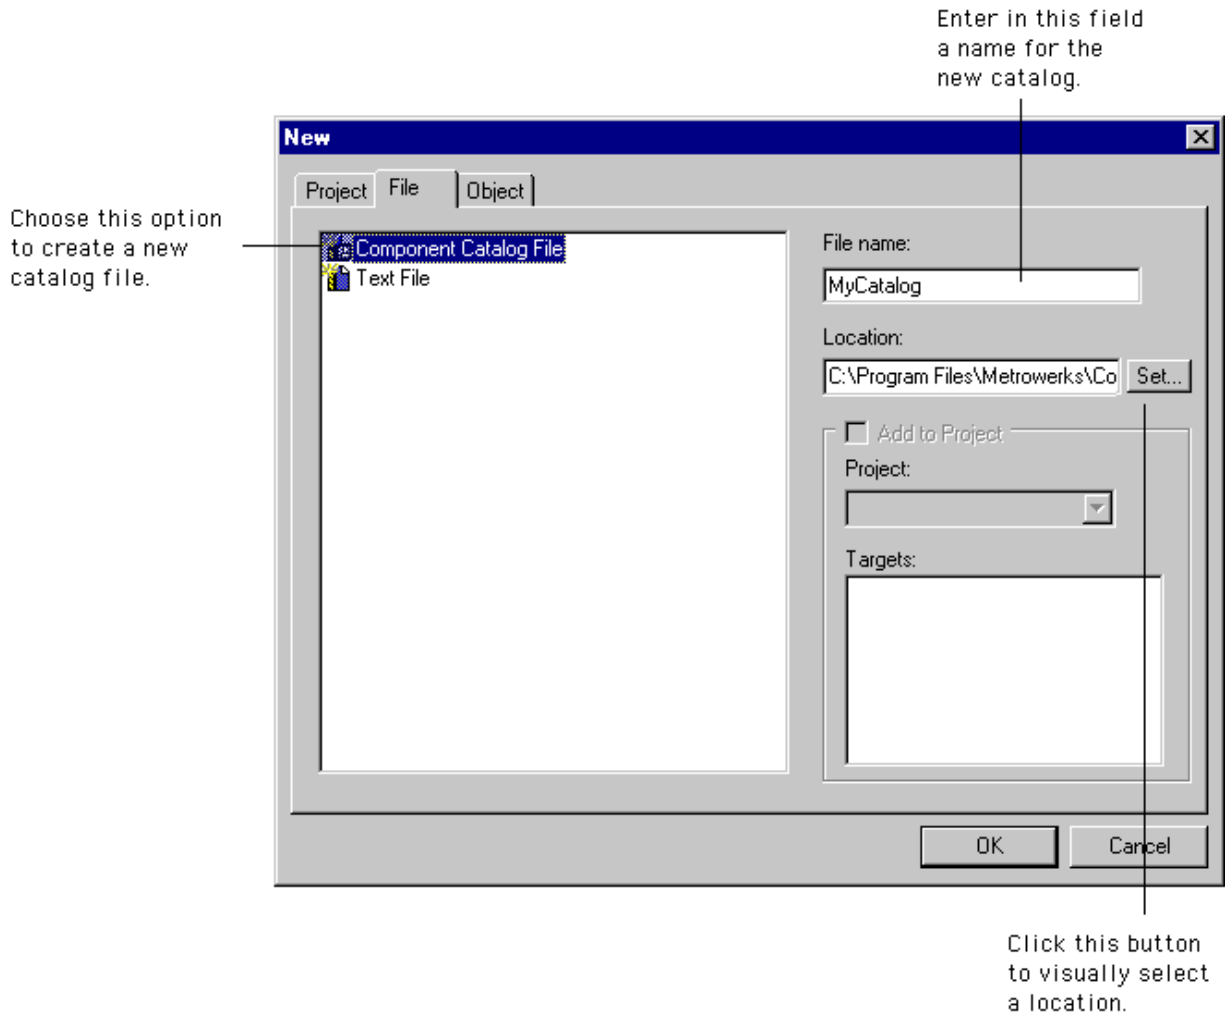 Enter in this field
a name for the
new catalog.
New
Project File Object
Choose this option
to create a new
catalog file.
Component Catalog File
Text File
File name:
MyCatalog
Location:
C:\Program Files\Metrowerks\Co Set...
Add to Project
Project:
Targets:
OK Cancel
Click this button
to visually select
a location.